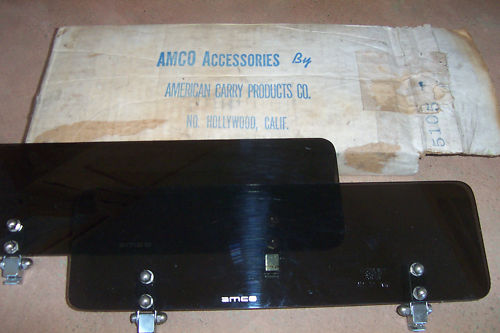 AMCO ACCESSORIES By
AMERICAN CARRY PRODUCTS CO.
NO. HOLLYWOOD, CALIF.
amco